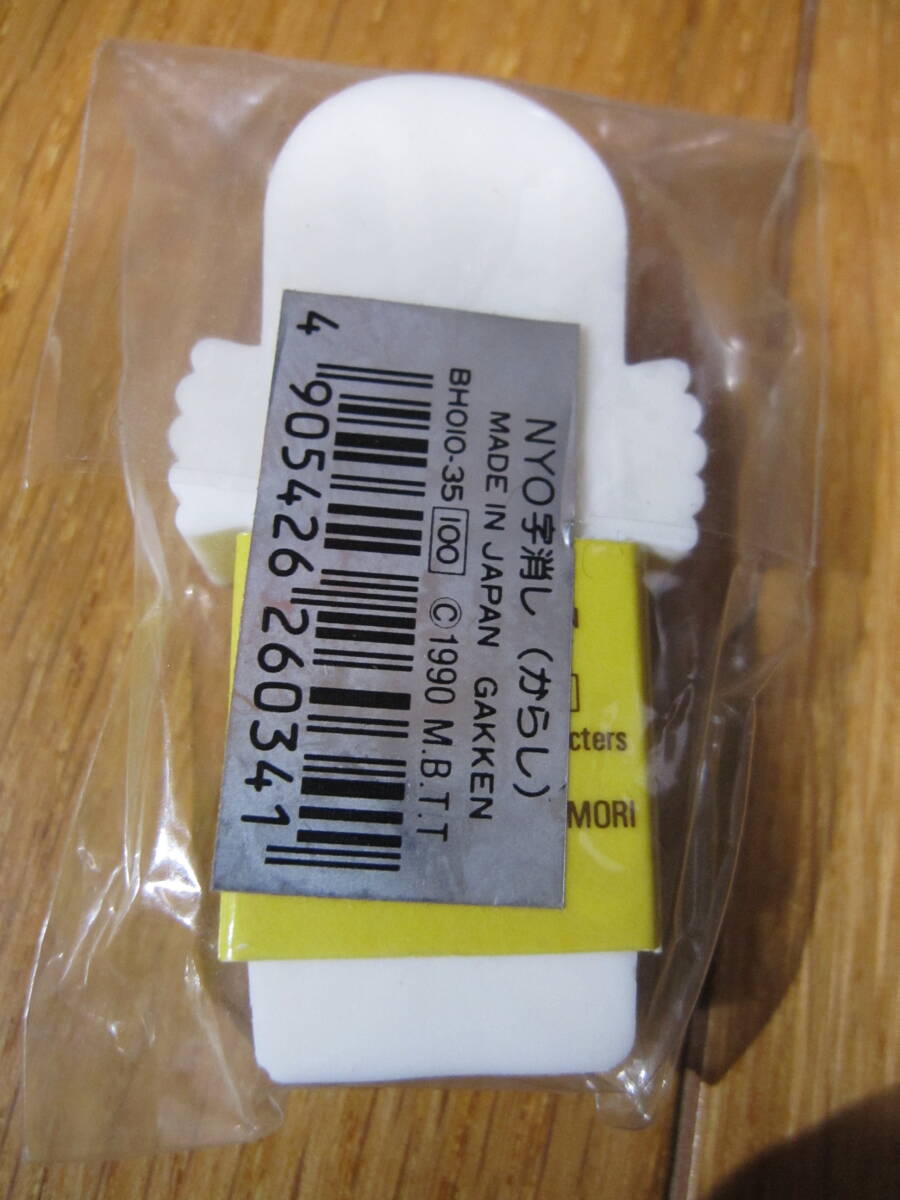 NYO字消し（からし）
MADE IN JAPAN GAKKEN
BH010-35 100 ©1990 M.B.T.T
4 905426 260341
cters
MORI